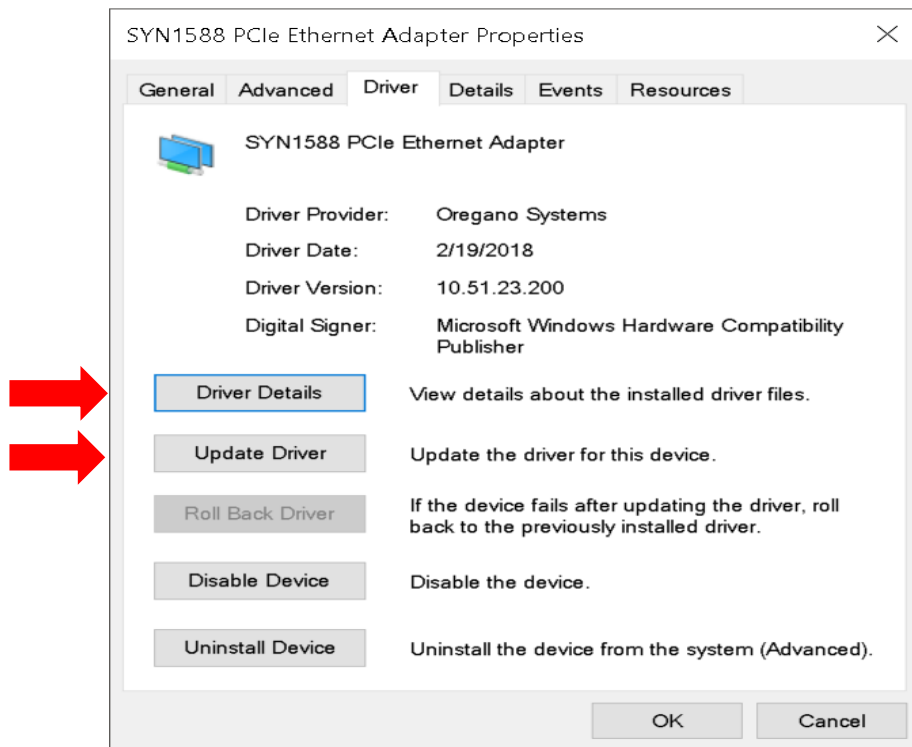 SYN1588 PCIe Ethernet Adapter Properties
General Advanced Driver Details Events Resources
SYN1588 PCIe Ethernet Adapter
Driver Provider: Oregano Systems
Driver Date: 2/19/2018
Driver Version: 10.51.23.200
Digital Signer: Microsoft Windows Hardware Compatibility
Publisher
Driver Details View details about the installed driver files.
Update Driver Update the driver for this device.
Roll Back Driver If the device fails after updating the driver, roll
back to the previously installed driver.
Disable Device Disable the device.
Uninstall Device Uninstall the device from the system (Advanced).
OK Cancel